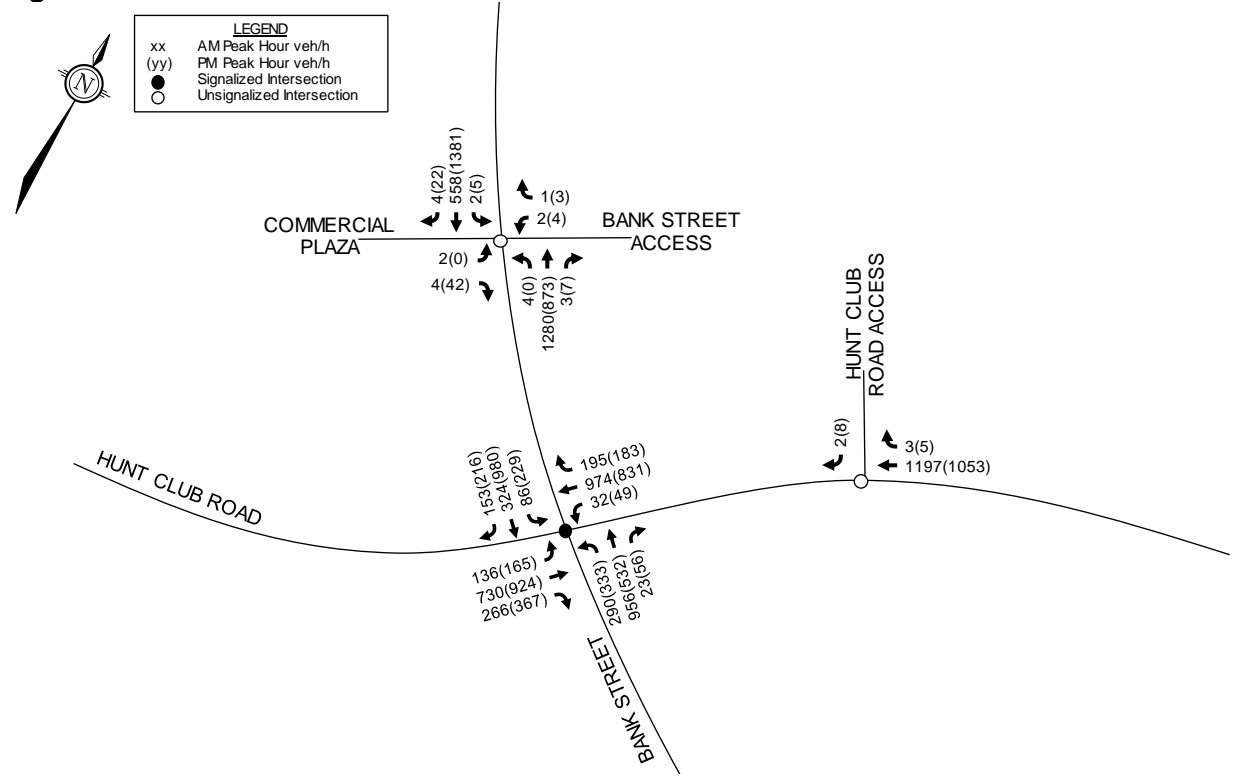 LEGEND
xx AM Peak Hour veh/h
(yy) PM Peak Hour veh/h
Signalized Intersection
Unsignalized Intersection
N
4(22)
558(1381)
2(5)
1(3)
2(4)
COMMERCIAL
PLAZA
BANK STREET
ACCESS
2(0)
4(42)
4(0)
1280(873)
3(7)
HUNT CLUB
ROAD ACCESS
2(8)
3(5)
1197(1053)
HUNT CLUB ROAD
153(216)
324(980)
86(229)
195(183)
974(831)
32(49)
136(165)
730(924)
266(367)
290(333)
956(532)
23(56)
BANK STREET